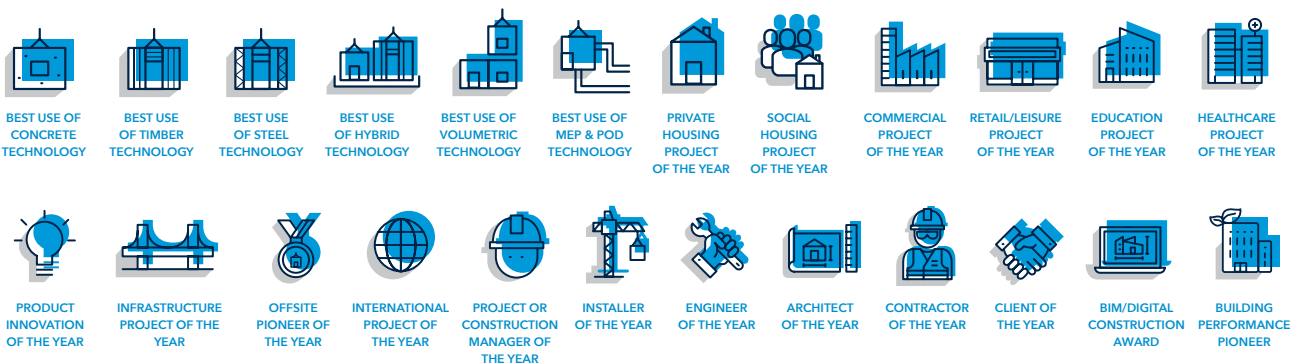 BEST USE OF
CONCRETE
TECHNOLOGY
BEST USE
OF TIMBER
TECHNOLOGY
BEST USE
OF STEEL
TECHNOLOGY
BEST USE
OF HYBRID
TECHNOLOGY
BEST USE OF
VOLUMETRIC
TECHNOLOGY
BEST USE OF
MEP & POD
TECHNOLOGY
PRIVATE
HOUSING
PROJECT
OF THE YEAR
SOCIAL
HOUSING
PROJECT
OF THE YEAR
COMMERCIAL
PROJECT
OF THE YEAR
RETAIL/LEISURE
PROJECT
OF THE YEAR
EDUCATION
PROJECT
OF THE YEAR
HEALTHCARE
PROJECT
OF THE YEAR
PRODUCT
INNOVATION
OF THE YEAR
INFRASTRUCTURE
PROJECT OF THE
YEAR
OFFSITE
PIONEER OF
THE YEAR
INTERNATIONAL
PROJECT OF
THE YEAR
PROJECT OR
CONSTRUCTION
MANAGER OF
THE YEAR
INSTALLER
OF THE YEAR
ENGINEER
OF THE YEAR
ARCHITECT
OF THE YEAR
CONTRACTOR
OF THE YEAR
CLIENT OF
THE YEAR
BIM/DIGITAL
CONSTRUCTION
AWARD
BUILDING
PERFORMANCE
PIONEER